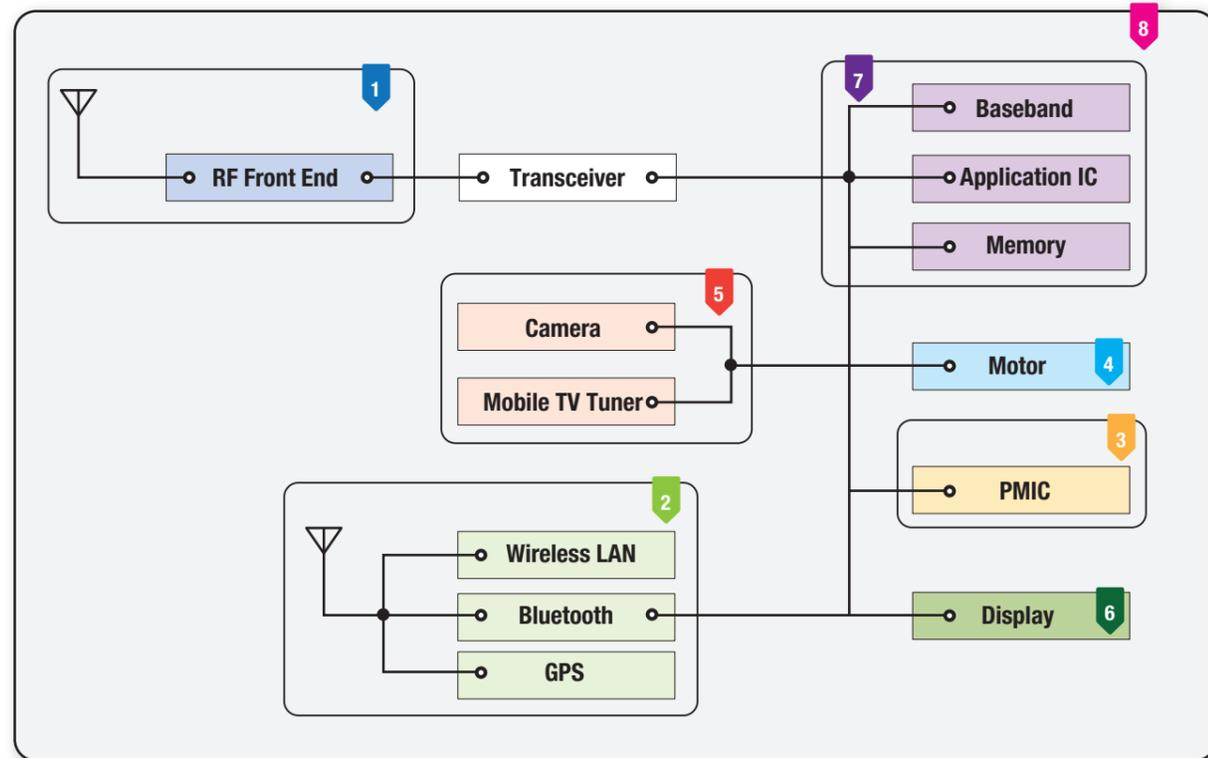 8
1
7
Baseband
RF Front End
Transceiver
Application IC
Memory
5
Camera
Motor
4
Mobile TV Tuner
3
PMIC
2
Wireless LAN
Bluetooth
Display
6
GPS